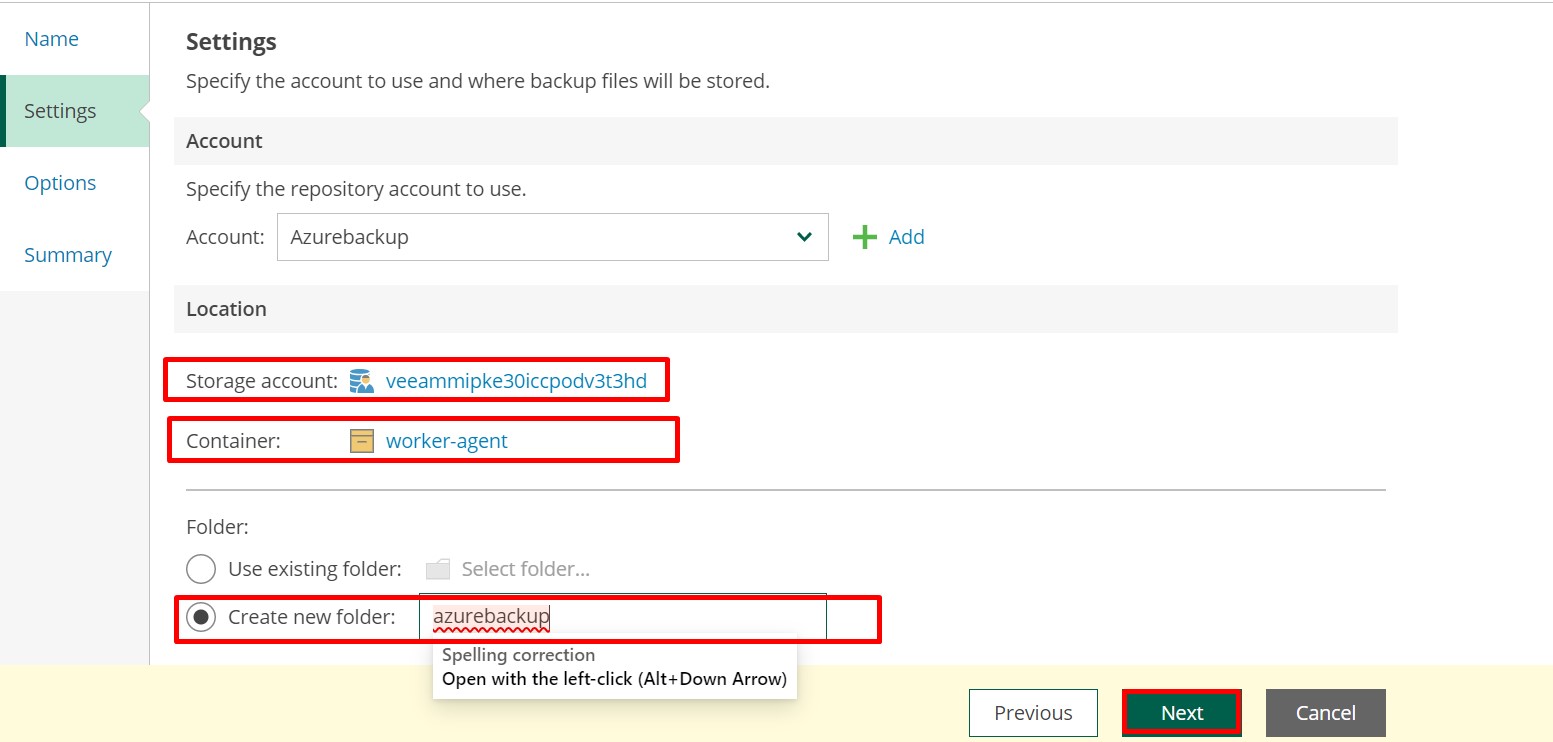 Name
Settings
Options
Summary
Settings
Specify the account to use and where backup files will be stored.
Account
Specify the repository account to use.
Account: Azurebackup Add
Location
Storage account: veeammipke30iccpodv3t3hd
Container: worker-agent
Folder:
Use existing folder: Select folder...
Create new folder: azurebackup
Spelling correction
Open with the left-click (Alt+Down Arrow)
Previous Next Cancel